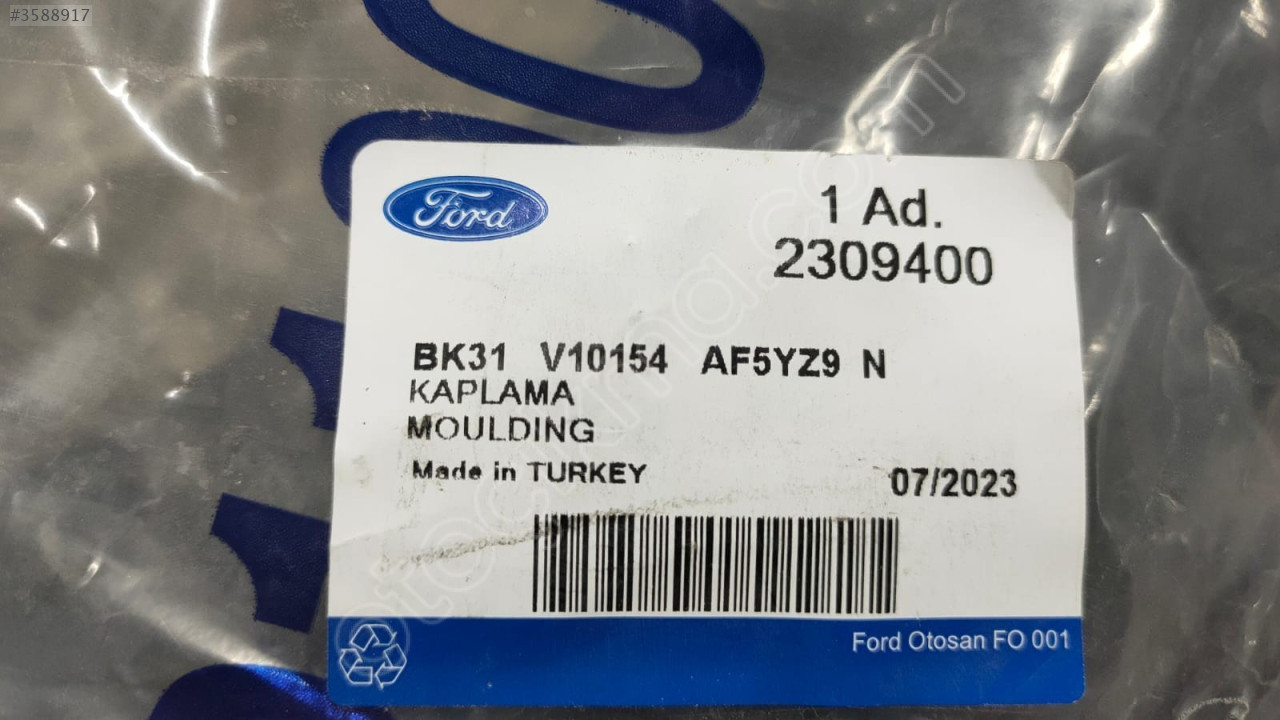 #3588917
Ford
1 Ad.
2309400
BK31 V10154 AF5YZ9 N
KAPLAMA
MOULDING
Made in TURKEY
07/2023
Ford Otosan FO 001